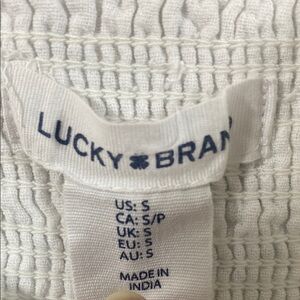 LUCKY BRAN
US: S
CA: S/P
UK: S
EU: S
AU: S
MADE IN
INDIA